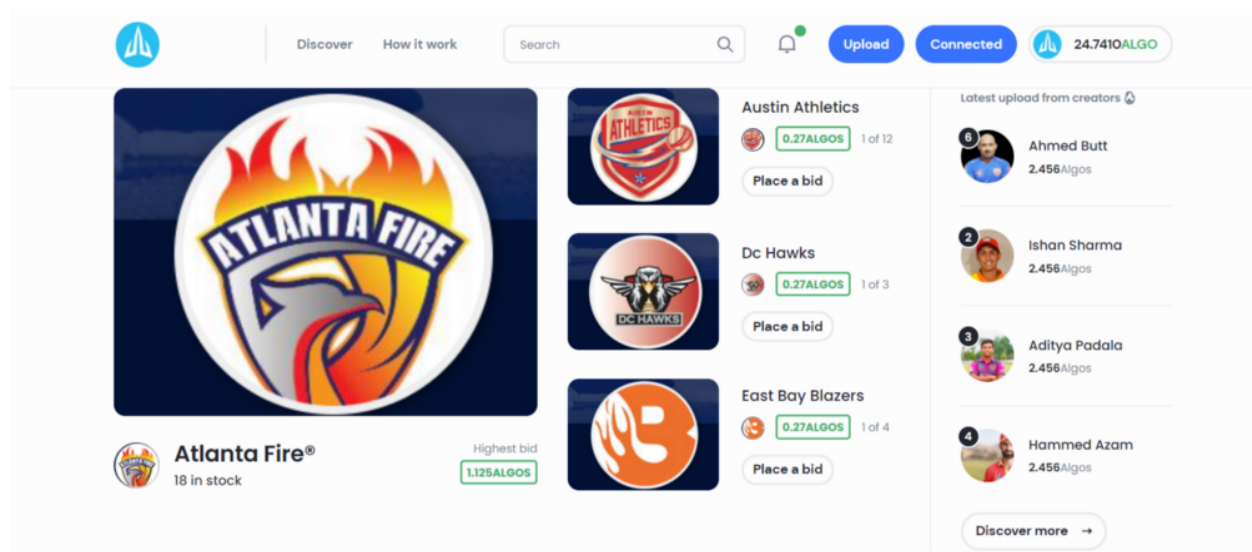 Discover
How it work
Search
Upload
Connected
24.7410ALGO
ATLANTA FIRE
Atlanta Fire®
18 in stock
Highest bid
1.125ALGOS
AUSTIN
ATHLETICS
Austin Athletics
0.27ALGOS 1 of 12
Place a bid
DC HAWKS
Dc Hawks
0.27ALGOS 1 of 3
Place a bid
B
East Bay Blazers
0.27ALGOS 1 of 4
Place a bid
Latest upload from creators
6
Ahmed Butt
2.456Algos
2
Ishan Sharma
2.456Algos
3
Aditya Padala
2.456Algos
4
Hammed Azam
2.456Algos
Discover more →